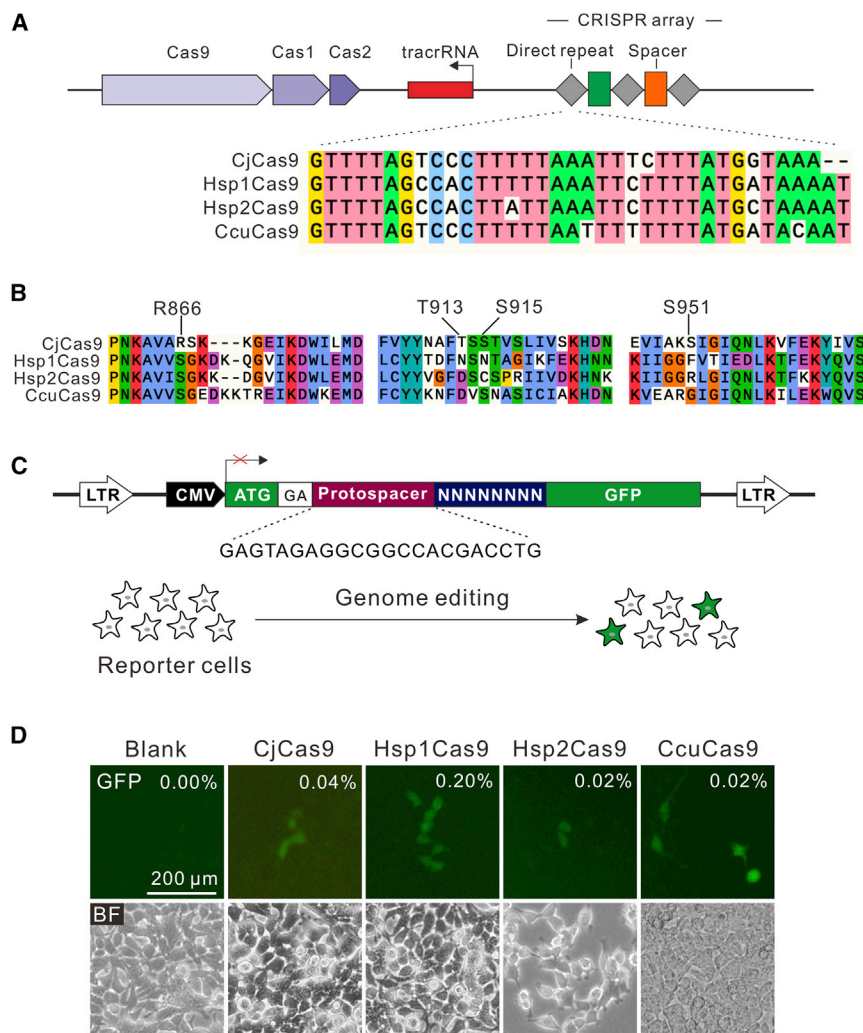 A
CRISPR array
Cas9 Cas1 Cas2 tracrRNA Direct repeat Spacer
CjCas9 GTTTTAGTCCCTTTTTAAATTTCTTTATGGTAAA--
Hsp1Cas9 GTTTTAGCCACTTTTTAAATTTCTTTTATGATAAAAT
Hsp2Cas9 GTTTTAGCCACTTATTAAATTTCTTTTATGCTAAAAT
CcuCas9 GTTTTAGTCCCTTTTTAATTTTTTTTATGATACAAT
B
R866 T913 S915 S951
CjCas9 PNKAVARSK---KGEIKDWILMD FVYYNAFTSSTVSLIVSKHDN EVIAKSIGIQNLKVFEKYIVS
Hsp1Cas9 PNKAVVSGKDK-QGVIKDWLEMD LCYYTDFNSNTAGIKFEKHNN KIIGGFVTIEDLKTFEKYQVS
Hsp2Cas9 PNKAVISGKK--DGVIKDWLEMD LCYYVGFDSCSPRIIVDKHNK KIIGGRLGIQNLKTFKKYQVS
CcuCas9 PNKAVVSGEDKKTREIKDWKEMD FCYYKNFDVSNASICIAKHDN KVEARGIGIQNLKILEKWQVS
C
LTR CMV ATG GA Protospacer NNNNNNNN GFP LTR
GAGTAGAGGCGGCCACGACCTG
Genome editing
Reporter cells
D
Blank CjCas9 Hsp1Cas9 Hsp2Cas9 CcuCas9
GFP 0.00% 0.04% 0.20% 0.02% 0.02%
200 μm
BF